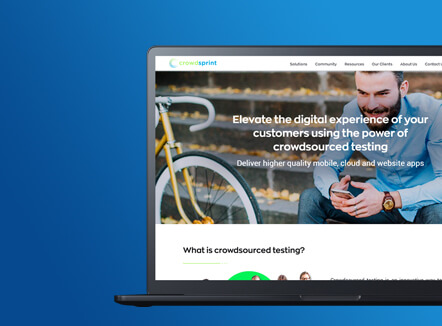 crowdsprint
Solutions Community Resources Our Clients About Us Contact
Elevate the digital experience of your
customers using the power of
crowdsourced testing
Deliver higher quality mobile, cloud and website apps
What is crowdsourced testing?
Crowdsourced testing is an innovative way to